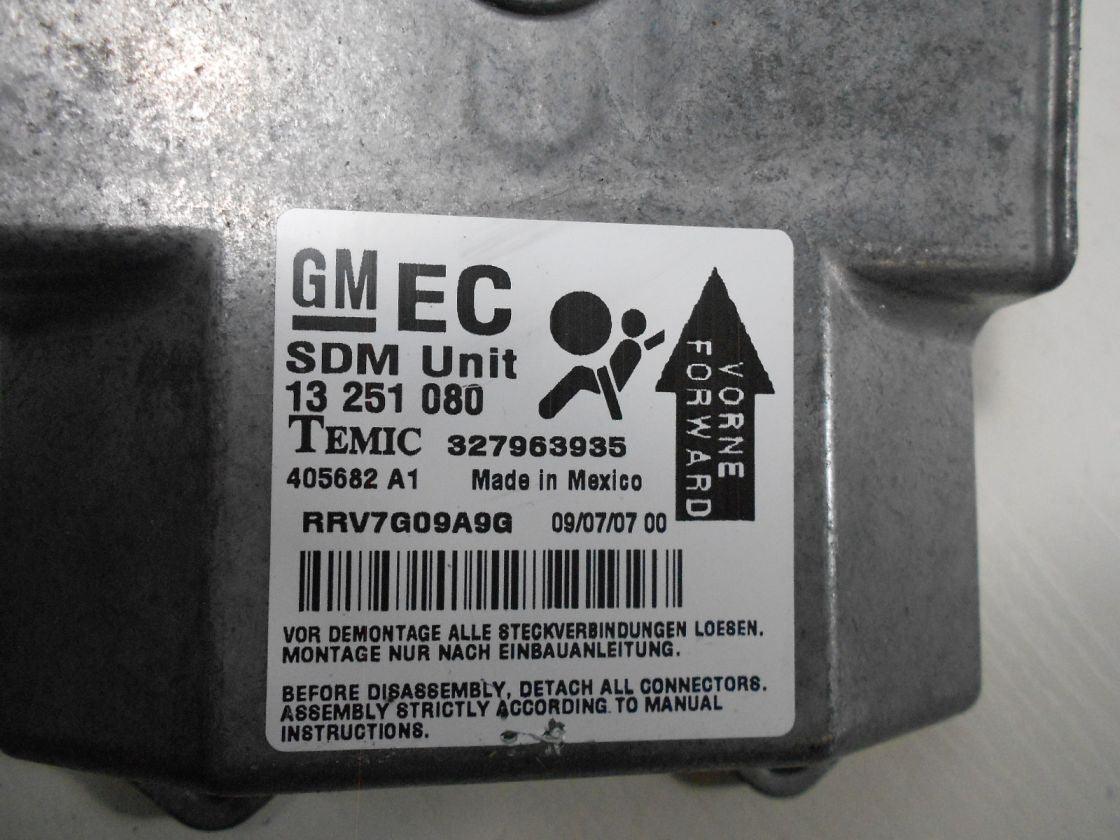 GM EC
SDM Unit
13 251 080
TEMIC 327963935
405682 A1 Made in Mexico
RRV7G09A9G 09/07/07 00
VORNE
FORWARD
VOR DEMONTAGE ALLE STECKVERBINDUNGEN LOESEN.
MONTAGE NUR NACH EINBAUANLEITUNG.
BEFORE DISASSEMBLY, DETACH ALL CONNECTORS.
ASSEMBLY STRICTLY ACCORDING TO MANUAL
INSTRUCTIONS.